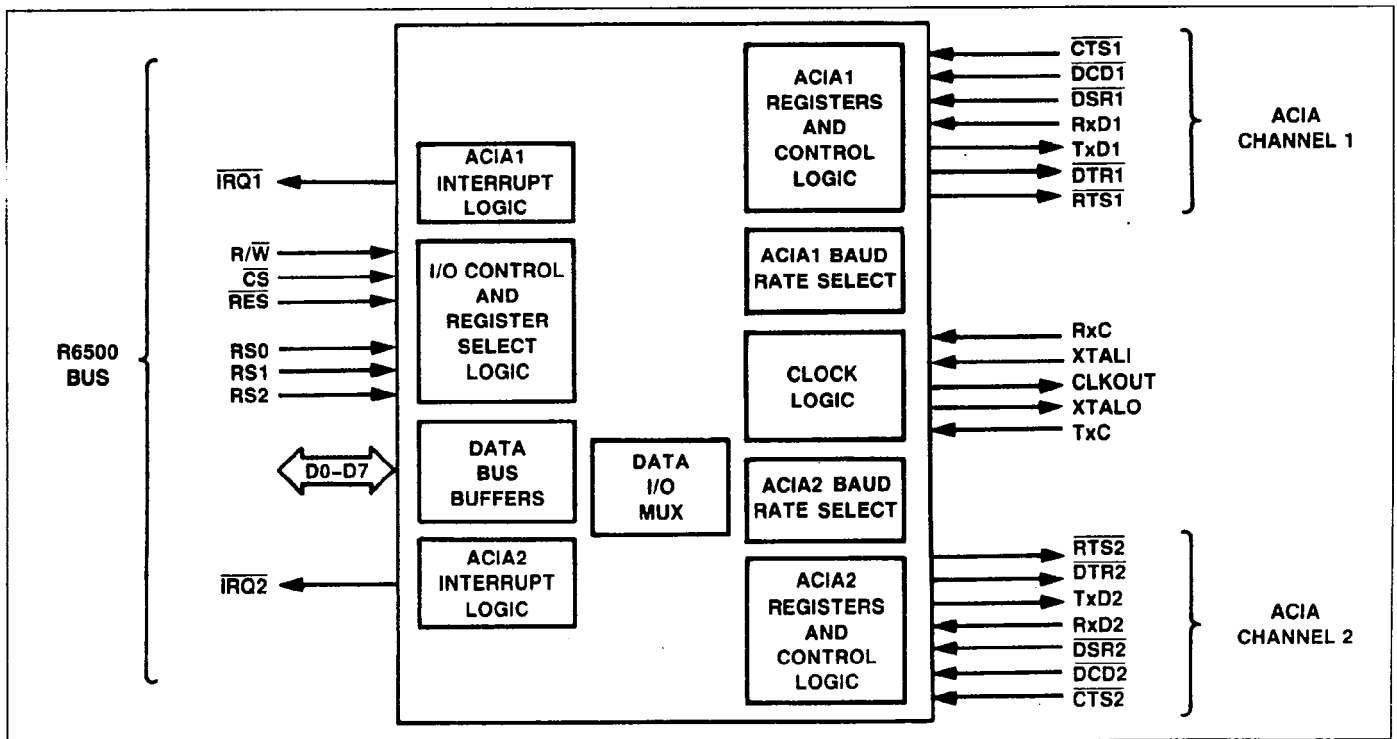 R6500
BUS
IRQ1
R/W
CS
RES
RS0
RS1
RS2
D0–D7
IRQ2
ACIA1
INTERRUPT
LOGIC
I/O CONTROL
AND
REGISTER
SELECT
LOGIC
DATA
BUS
BUFFERS
ACIA2
INTERRUPT
LOGIC
DATA
I/O
MUX
ACIA1
REGISTERS
AND
CONTROL
LOGIC
ACIA1 BAUD
RATE SELECT
CLOCK
LOGIC
ACIA2 BAUD
RATE SELECT
ACIA2
REGISTERS
AND
CONTROL
LOGIC
CTS1
DCD1
DSR1
RxD1
TxD1
DTR1
RTS1
ACIA
CHANNEL 1
RxC
XTALI
CLKOUT
XTALO
TxC
RTS2
DTR2
TxD2
RxD2
DSR2
DCD2
CTS2
ACIA
CHANNEL 2